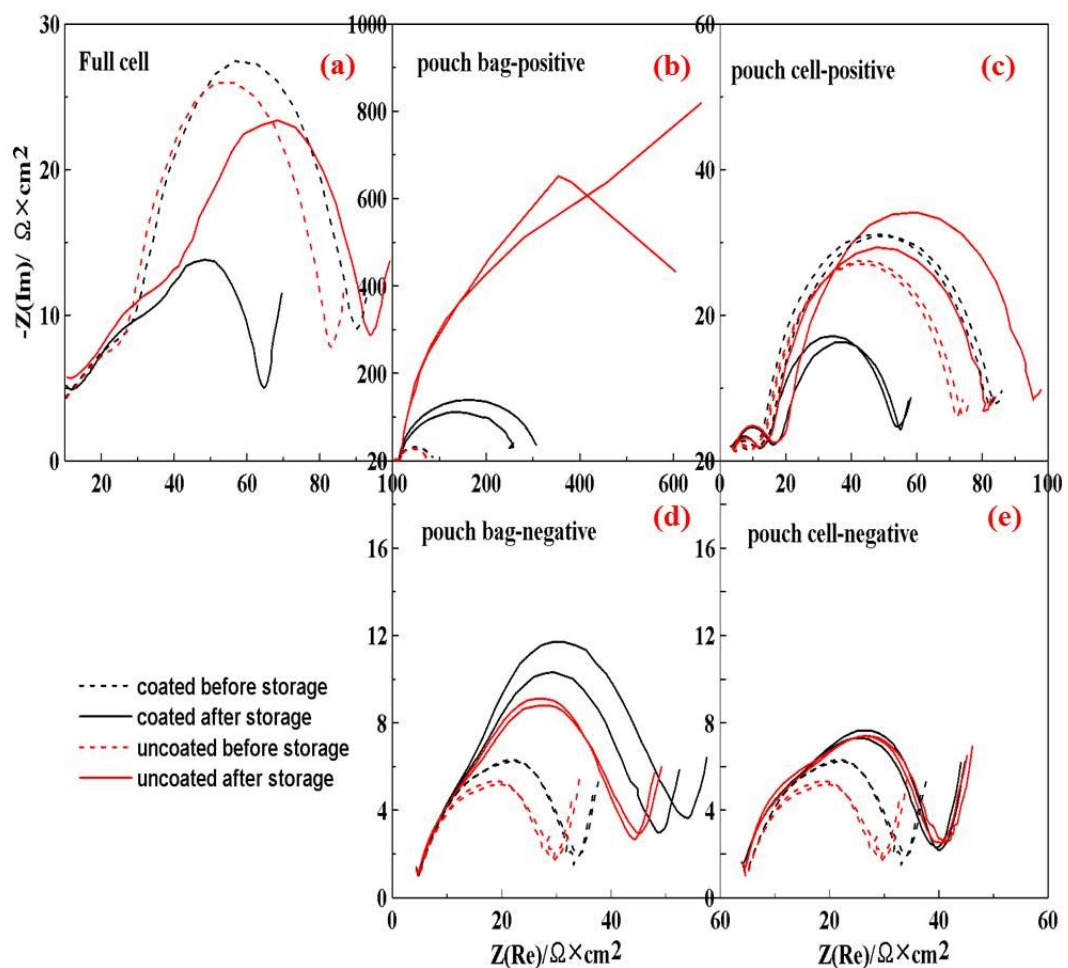 30
1000
60
Full cell
(a)
pouch bag-positive
(b)
pouch cell-positive
(c)
800
50
20
600
40
-Z(Im)/ Ω×cm2
400
10
200
20
0
20
20
20
40
60
80
100
200
400
600
20
40
60
80
100
16
pouch bag-negative
(d)
16
pouch cell-negative
(e)
12
12
coated before storage
8
8
coated after storage
uncoated before storage
4
4
uncoated after storage
0
0
0
20
40
60
20
40
60
Z(Re)/Ω×cm2
Z(Re)/Ω×cm2